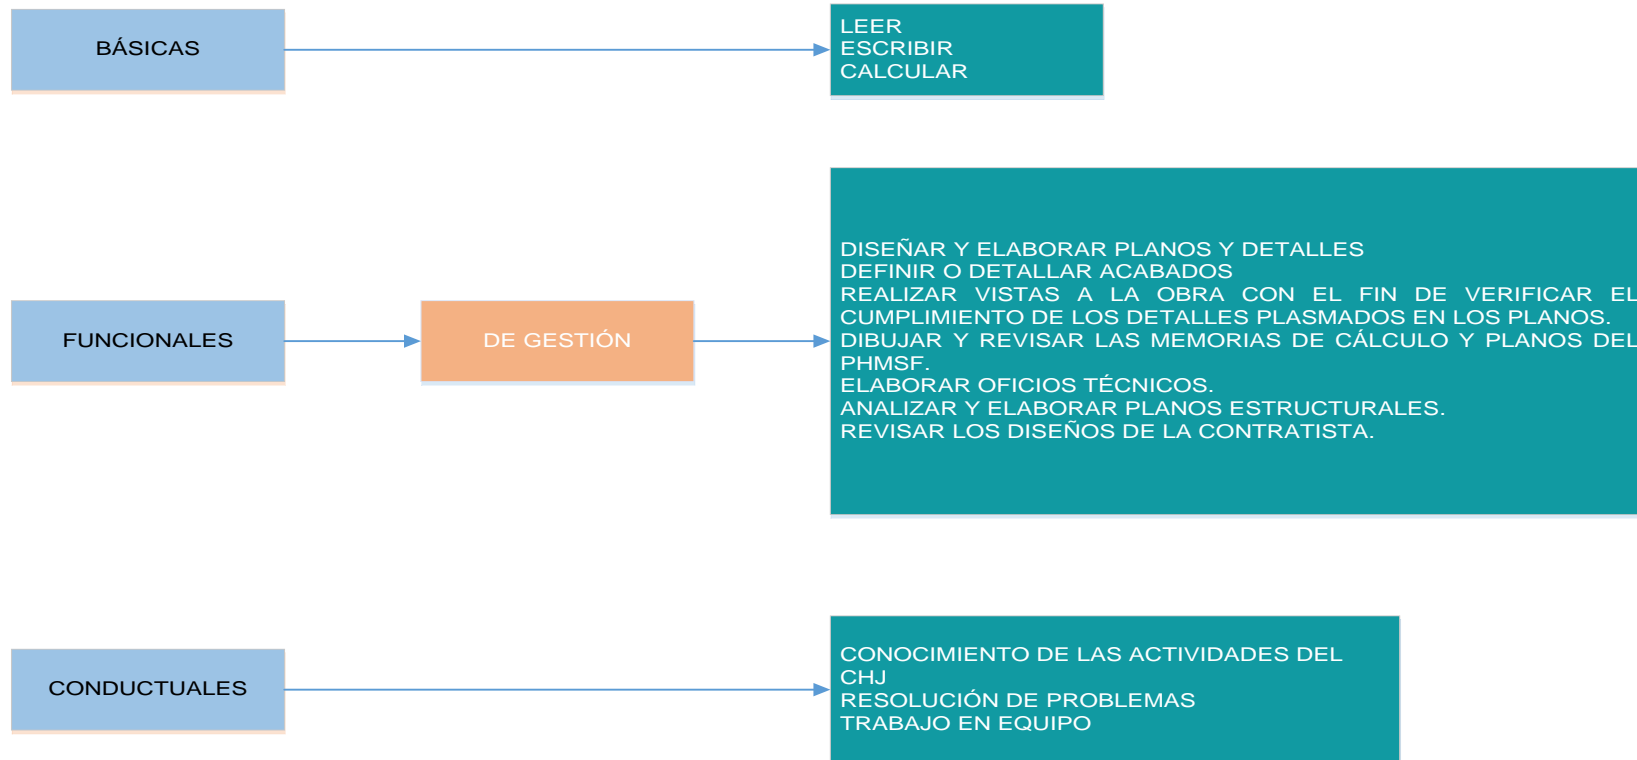 BÁSICAS
LEER
ESCRIBIR
CALCULAR
FUNCIONALES
DE GESTIÓN
DISEÑAR Y ELABORAR PLANOS Y DETALLES
DEFINIR O DETALLAR ACABADOS
REALIZAR VISTAS A LA OBRA CON EL FIN DE VERIFICAR EL
CUMPLIMIENTO DE LOS DETALLES PLASMADOS EN LOS PLANOS.
DIBUJAR Y REVISAR LAS MEMORIAS DE CÁLCULO Y PLANOS DEL
PHMSF.
ELABORAR OFICIOS TÉCNICOS.
ANALIZAR Y ELABORAR PLANOS ESTRUCTURALES.
REVISAR LOS DISEÑOS DE LA CONTRATISTA.
CONDUCTUALES
CONOCIMIENTO DE LAS ACTIVIDADES DEL
CHJ
RESOLUCIÓN DE PROBLEMAS
TRABAJO EN EQUIPO